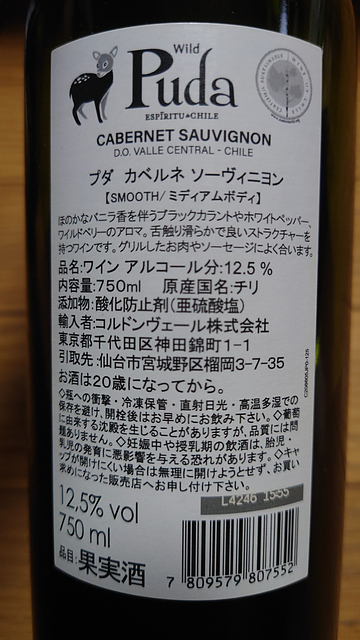 Wild
Puda
ESPÍRITU CHILE
CABERNET SAUVIGNON
D.O. VALLE CENTRAL - CHILE
プダ カベルネ ソーヴィニヨン
【SMOOTH/ミディアムボディ】
ほのかなバニラ香を伴うブラックカラントやホワイトペッパー、
ワイルドベリーのアロマ。舌触り滑らかで良いストラクチャーを
持つワインです。グリルしたお肉やソーセージによく合います。
品名:ワイン アルコール分:12.5 %
内容量:750ml 原産国名:チリ
添加物:酸化防止剤(亜硫酸塩)
輸入者:コルドンヴェール株式会社
東京都千代田区神田錦町1-1
引取先:仙台市宮城野区榴岡3-7-35
お酒は20歳になってから。
◇瓶への衝撃・冷凍保管・直射日光・高温多湿での
保存を避け、開栓後はお早めにお飲み下さい。◇葡萄
に由来する沈殿を生じることがありますが、品質には問
題ありません。◇妊娠中や授乳期の飲酒は、胎児・
乳児の発育に悪影響を与える恐れがあります。◇キャ
ップが開けにくい場合は無理に開けようとせず、お買い
求めになった販売店へお申し付け下さい。
L4246 1555
12,5% vol
750 ml
品目:果実酒
7 809579 807552